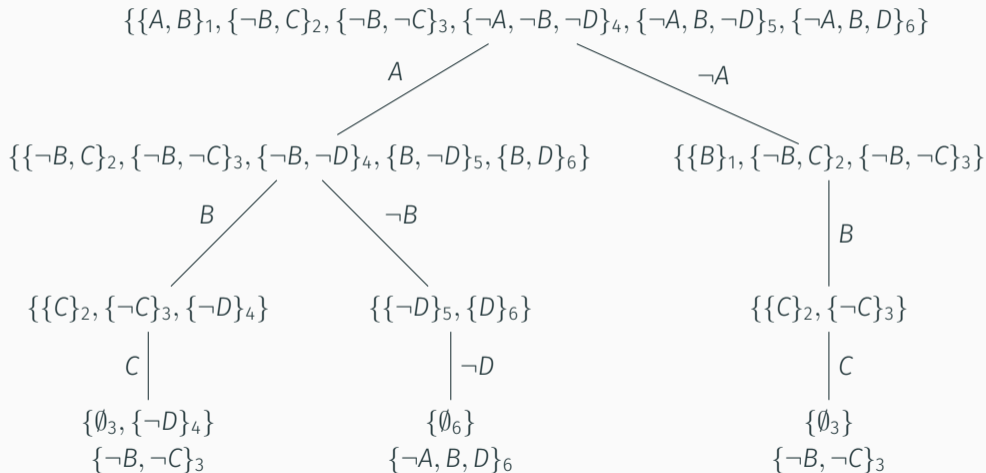 {{A, B}₁, {¬B, C}₂, {¬B, ¬C}₃, {¬A, ¬B, ¬D}₄, {¬A, B, ¬D}₅, {¬A, B, D}₆}
A ¬A
{{¬B, C}₂, {¬B, ¬C}₃, {¬B, ¬D}₄, {B, ¬D}₅, {B, D}₆} {{B}₁, {¬B, C}₂, {¬B, ¬C}₃}
B ¬B B
{{C}₂, {¬C}₃, {¬D}₄} {{¬D}₅, {D}₆} {{C}₂, {¬C}₃}
C ¬D C
{∅₃, {¬D}₄} {∅₆} {∅₃}
{¬B, ¬C}₃ {¬A, B, D}₆ {¬B, ¬C}₃